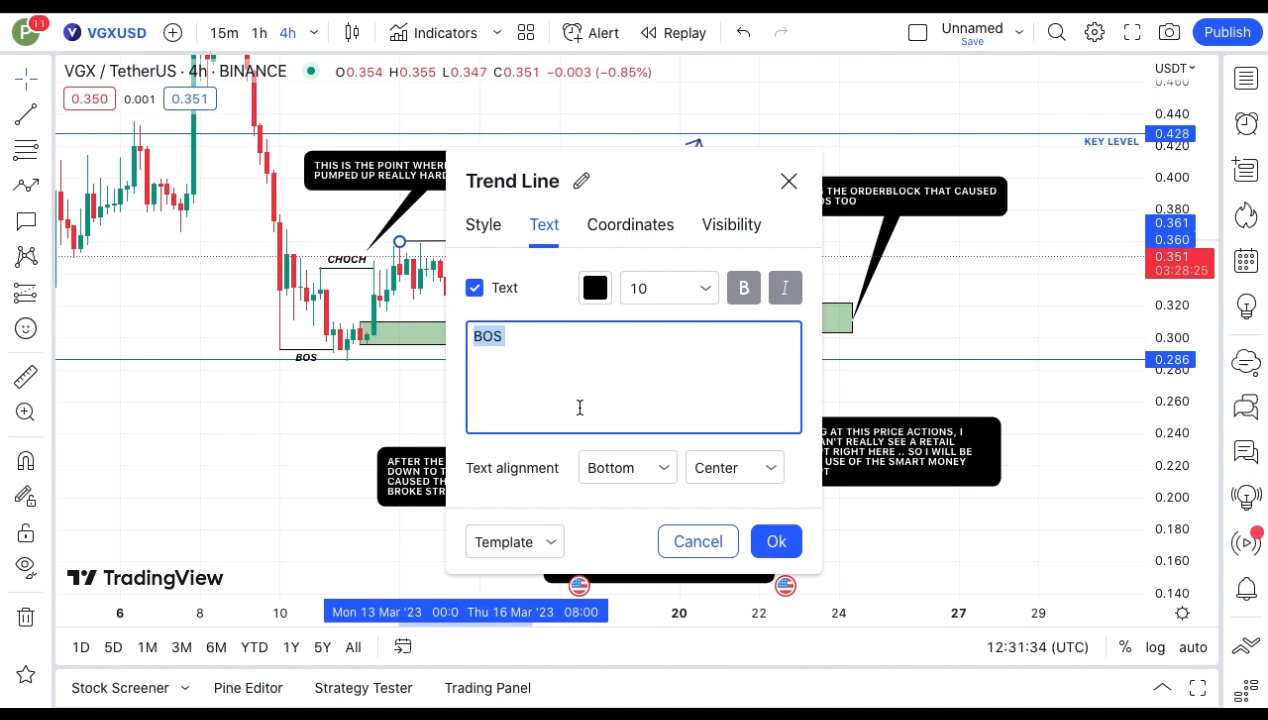 P
11
VGXUSD
15m 1h 4h
Indicators
Alert
Replay
Unnamed
Save
Publish
VGX / TetherUS · 4h · BINANCE
O0.354 H0.355 L0.347 C0.351 −0.003 (−0.85%)
0.350 0.001 0.351
USDT
0.460
0.440
0.428
0.420
0.400
0.380
0.361
0.360
0.351
03:28:25
0.320
0.300
0.286
0.280
0.260
0.240
0.220
0.200
0.180
0.160
0.140
KEY LEVEL
THIS IS THE POINT WHERE
PUMPED UP REALLY HARD
THE ORDERBLOCK THAT CAUSED
TOO
CHOCH
BOS
AT THIS PRICE ACTIONS, I
REALLY SEE A RETAIL
RIGHT HERE .. SO I WILL BE
USE OF THE SMART MONEY
AFTER THE
DOWN TO T
CAUSED TH
BROKE STR
Trend Line
Style Text Coordinates Visibility
Text
10
B I
BOS
Text alignment Bottom Center
Template Cancel Ok
TradingView
6 8 10 Mon 13 Mar '23 00:0 Thu 16 Mar '23 08:00 20 22 24 27 29
1D 5D 1M 3M 6M YTD 1Y 5Y All
12:31:34 (UTC) % log auto
Stock Screener Pine Editor Strategy Tester Trading Panel